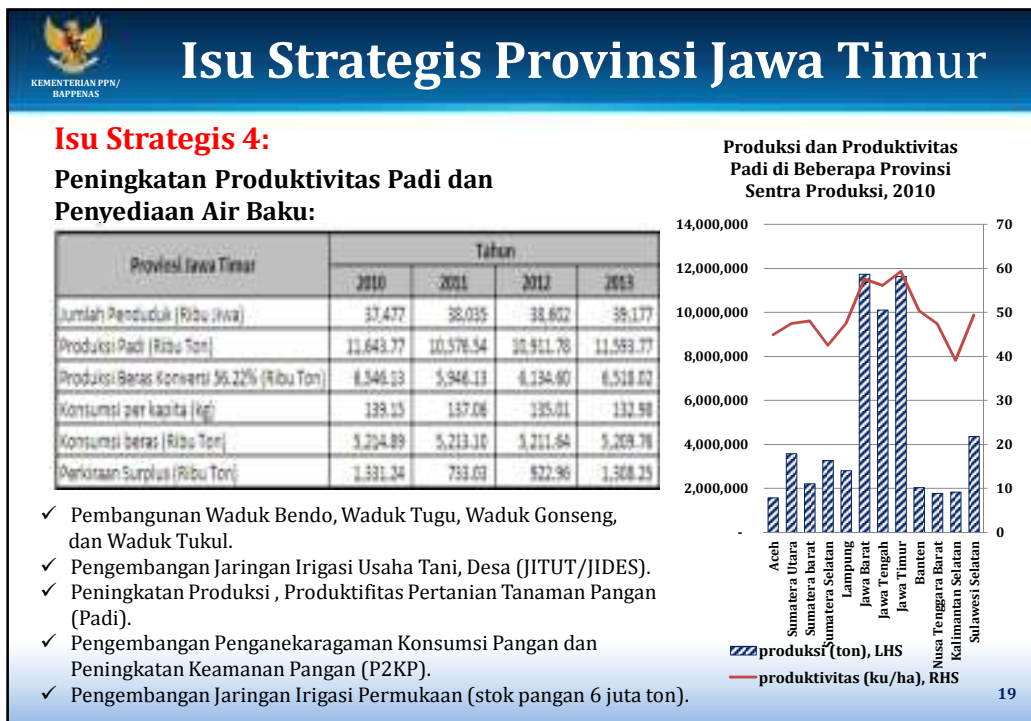 KEMENTERIAN PPN/
BAPPENAS
Isu Strategis Provinsi Jawa Timur
Isu Strategis 4:
Peningkatan Produktivitas Padi dan
Penyediaan Air Baku:
Provinsi Jawa Timur Tahun
2010 2011 2012 2013
Jumlah Penduduk (Ribu Jiwa) 37,477 38,035 38,602 39,177
Produksi Padi (Ribu Ton) 11,643.77 10,576.54 10,911.78 11,593.77
Produksi Beras Konversi 56.22% (Ribu Ton) 6,546.13 5,946.13 6,134.60 6,518.02
Konsumsi per kapita (kg) 139.15 137.06 135.01 132.98
Konsumsi beras (Ribu Ton) 5,214.89 5,213.10 5,211.64 5,209.76
Perkiraan Surplus (Ribu Ton) 1,331.24 733.03 922.96 1,308.25
✓ Pembangunan Waduk Bendo, Waduk Tugu, Waduk Gonseng,
dan Waduk Tukul.
✓ Pengembangan Jaringan Irigasi Usaha Tani, Desa (JITUT/JIDES).
✓ Peningkatan Produksi , Produktifitas Pertanian Tanaman Pangan
(Padi).
✓ Pengembangan Penganekaragaman Konsumsi Pangan dan
Peningkatan Keamanan Pangan (P2KP).
✓ Pengembangan Jaringan Irigasi Permukaan (stok pangan 6 juta ton).
Produksi dan Produktivitas
Padi di Beberapa Provinsi
Sentra Produksi, 2010
14,000,000 70
12,000,000 60
10,000,000 50
8,000,000 40
6,000,000 30
4,000,000 20
2,000,000 10
- 0
Aceh
Sumatera Utara
Sumatera barat
Sumatera Selatan
Lampung
Jawa Barat
Jawa Tengah
Jawa Timur
Banten
Nusa Tenggara Barat
Kalimantan Selatan
Sulawesi Selatan
produksi (ton), LHS
produktivitas (ku/ha), RHS
19